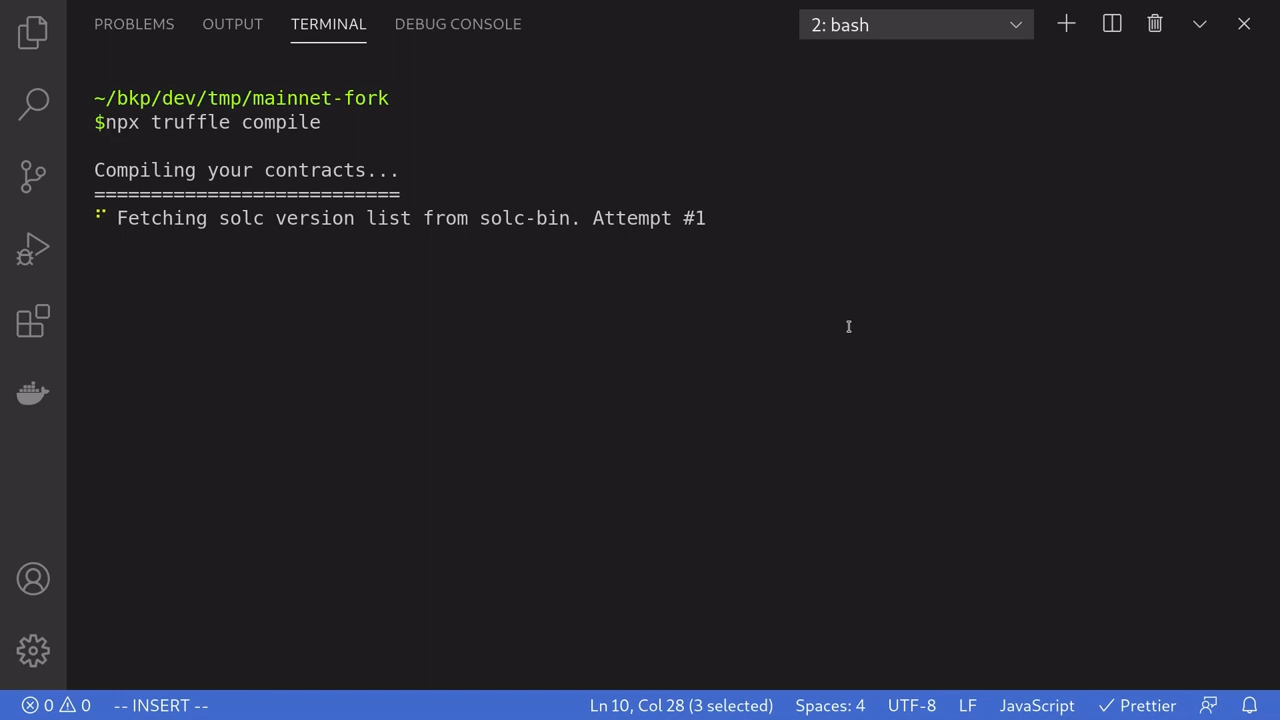 PROBLEMS OUTPUT TERMINAL DEBUG CONSOLE 2: bash
~/bkp/dev/tmp/mainnet-fork
$npx truffle compile
Compiling your contracts...
===========================
⠋ Fetching solc version list from solc-bin. Attempt #1
0 0 -- INSERT -- Ln 10, Col 28 (3 selected) Spaces: 4 UTF-8 LF JavaScript Prettier